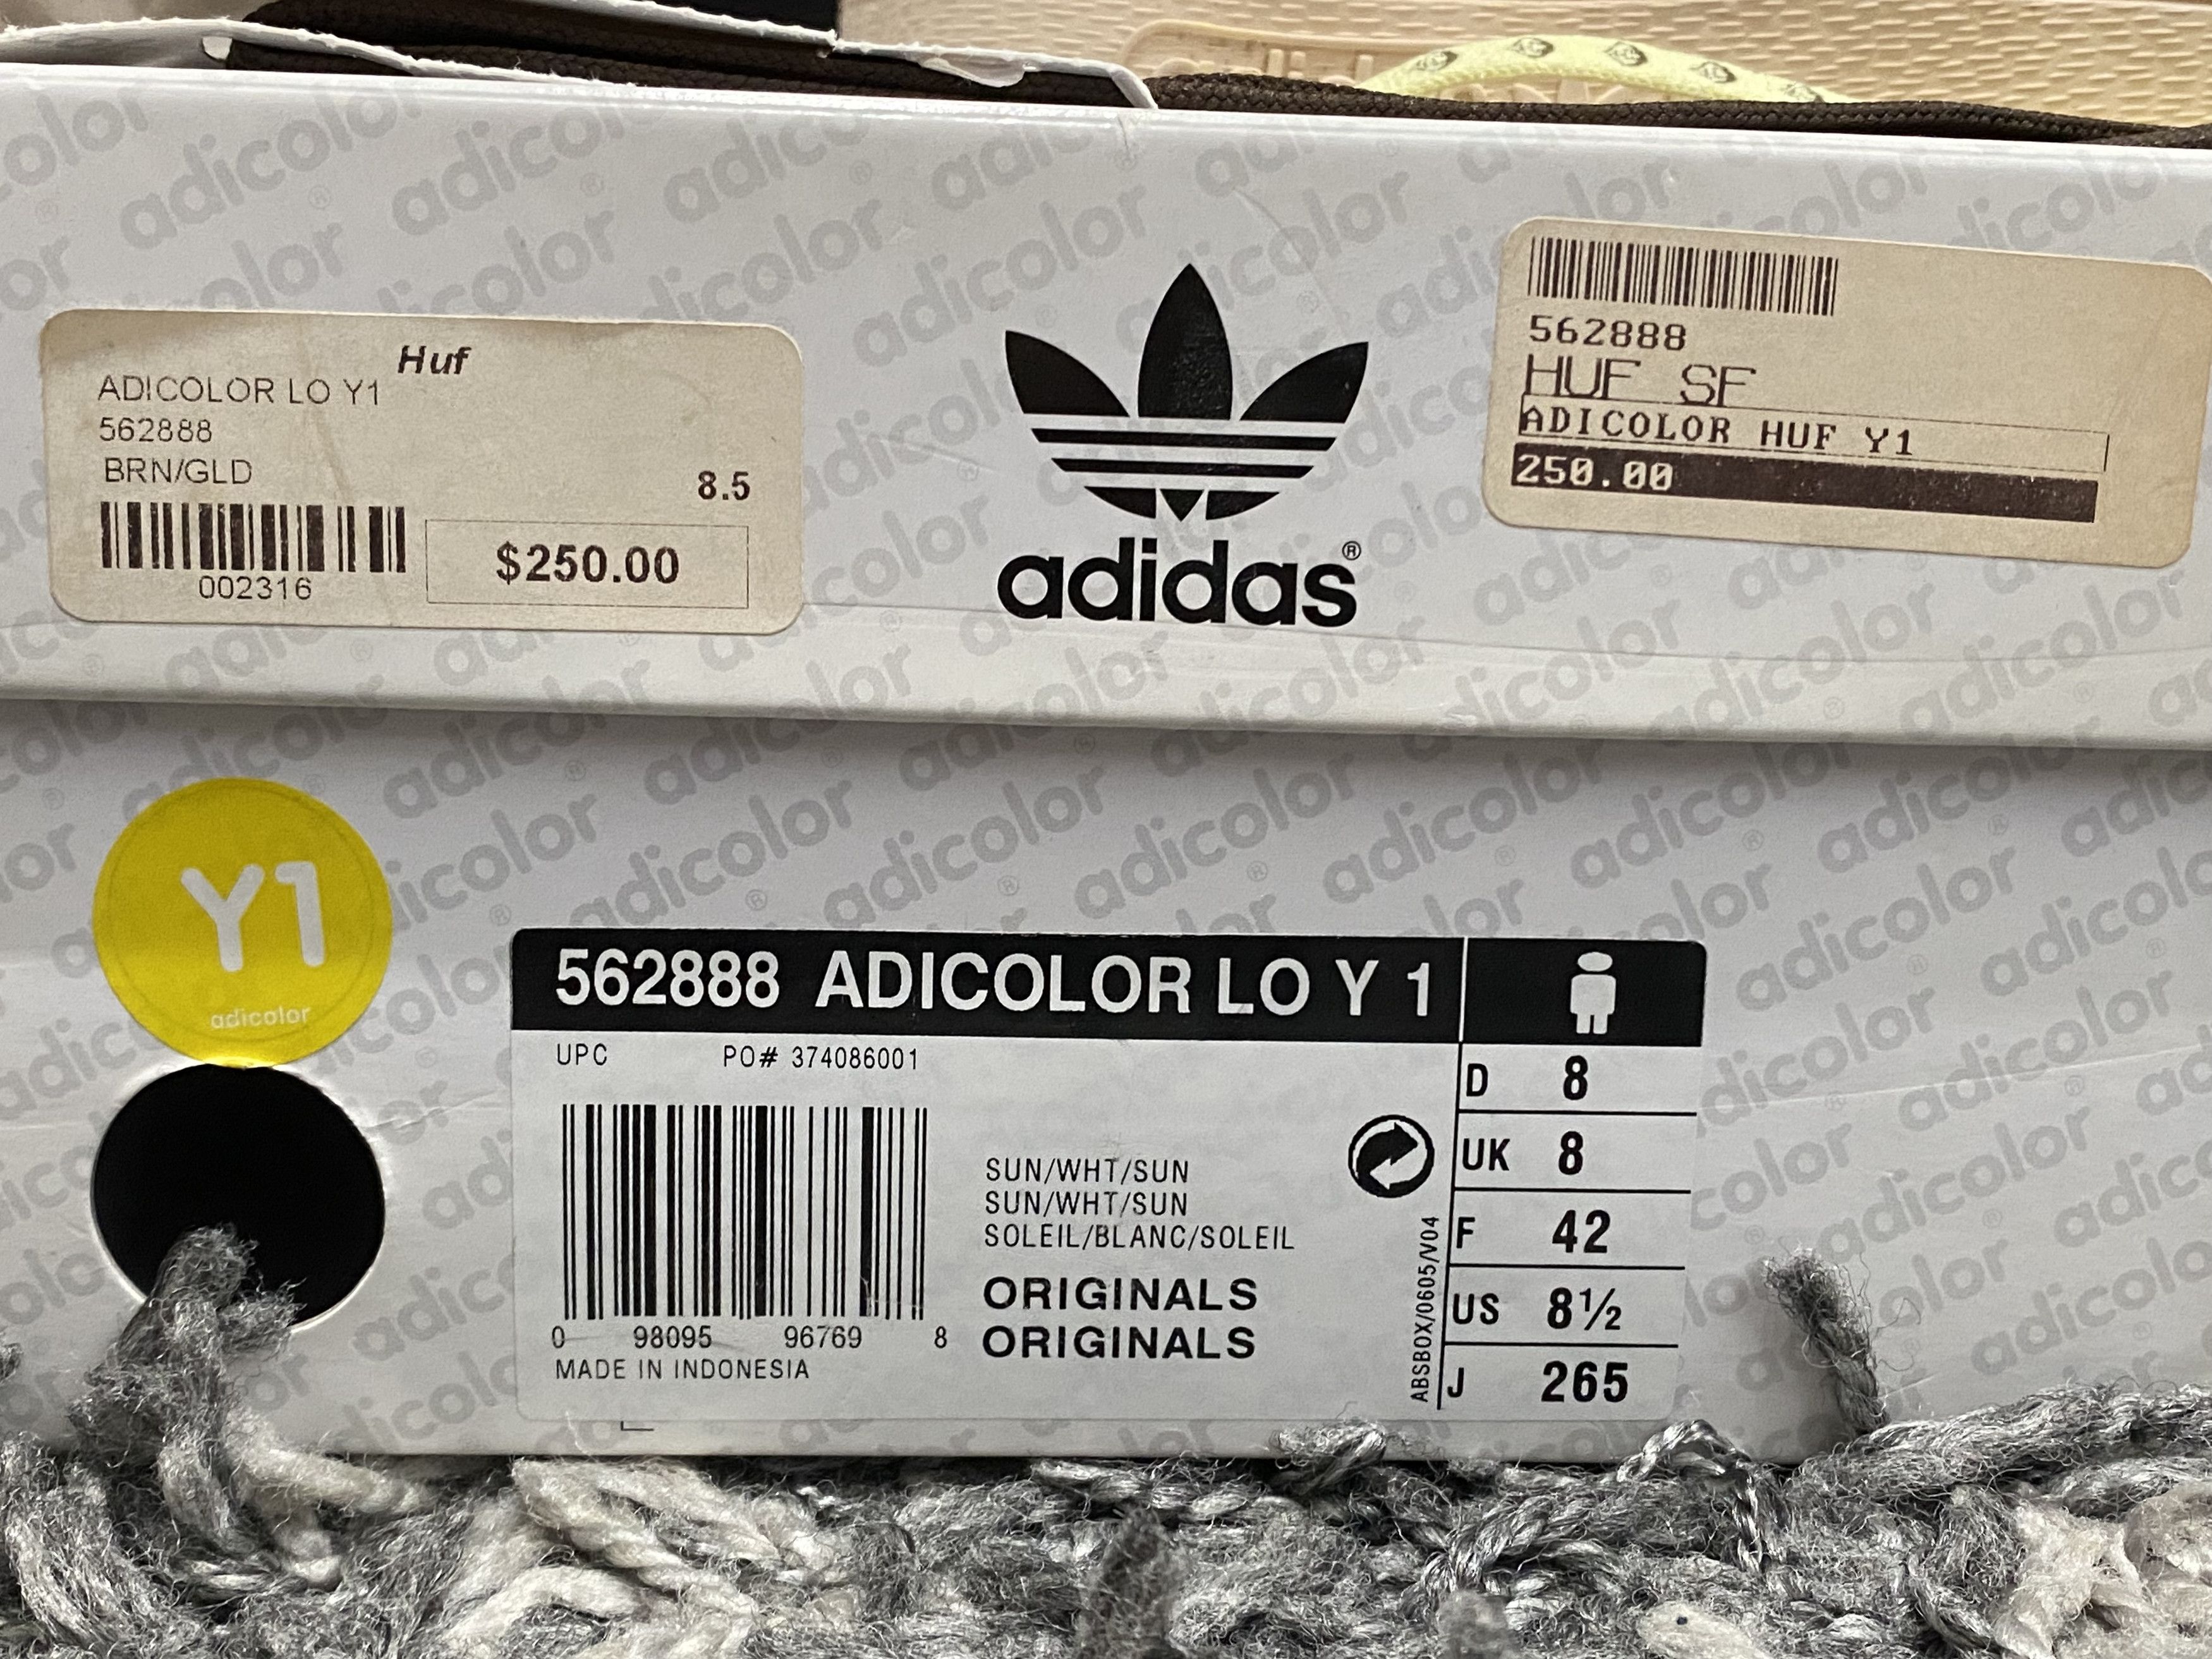 Huf
ADICOLOR LO Y1
562888
BRN/GLD
8.5
002316
$250.00
adidas®
562888
HUF SF
ADICOLOR HUF Y1
250.00
Y1
adicolor
562888 ADICOLOR LO Y 1
UPC PO# 374086001
SUN/WHT/SUN
SUN/WHT/SUN
SOLEIL/BLANC/SOLEIL
ORIGINALS
ORIGINALS
0 98095 96769 8
MADE IN INDONESIA
ABSBOX/0605/V04
D 8
UK 8
F 42
US 8½
J 265
adicolor®